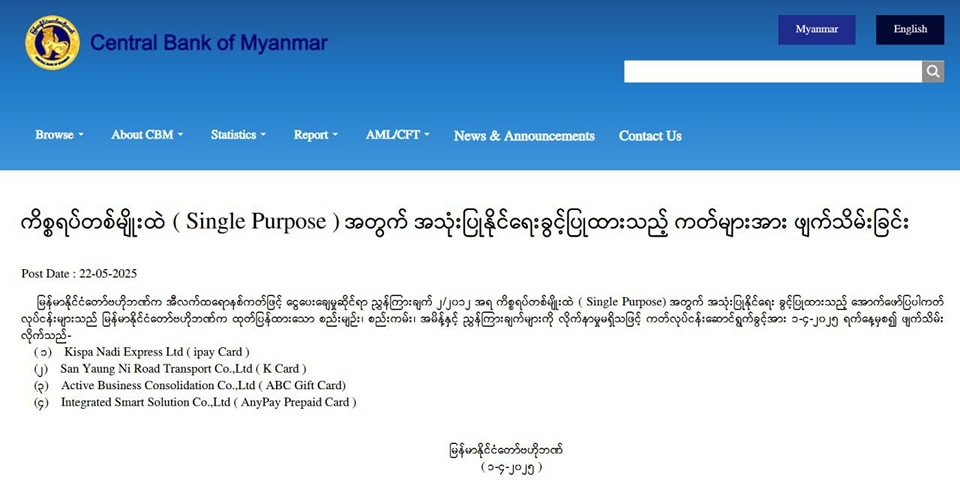 Central Bank of Myanmar
Myanmar
English
Browse
About CBM
Statistics
Report
AML/CFT
News & Announcements
Contact Us
ကိစ္စရပ်တစ်မျိုးထဲ ( Single Purpose ) အတွက် အသုံးပြုနိုင်ရေးခွင့်ပြုထားသည့် ကတ်များအား ဖျက်သိမ်းခြင်း
Post Date : 22-05-2025
မြန်မာနိုင်ငံတော်ဗဟိုဘဏ်က အီလက်ထရောနစ်ကတ်ဖြင့် ငွေပေးချေမှုဆိုင်ရာ ညွှန်ကြားချက် ၂/၂၀၁၂ အရ ကိစ္စရပ်တစ်မျိုးထဲ ( Single Purpose) အတွက် အသုံးပြုနိုင်ရေး ခွင့်ပြုထားသည့် အောက်ဖော်ပြပါကတ်
လုပ်ငန်းများသည် မြန်မာနိုင်ငံတော်ဗဟိုဘဏ်က ထုတ်ပြန်ထားသော စည်းမျဉ်း၊ စည်းကမ်း၊ အမိန့်နှင့် ညွှန်ကြားချက်များကို လိုက်နာမှုမရှိသဖြင့် ကတ်လုပ်ငန်းဆောင်ရွက်ခွင့်အား ၁-၄-၂၀၂၅ ရက်နေ့မှစ၍ ဖျက်သိမ်း
လိုက်သည်-
(၁) Kispa Nadi Express Ltd ( ipay Card )
(၂) San Yaung Ni Road Transport Co.,Ltd ( K Card )
(၃) Active Business Consolidation Co.,Ltd ( ABC Gift Card)
(၄) Integrated Smart Solution Co.,Ltd ( AnyPay Prepaid Card )
မြန်မာနိုင်ငံတော်ဗဟိုဘဏ်
( ၁-၄-၂၀၂၅ )